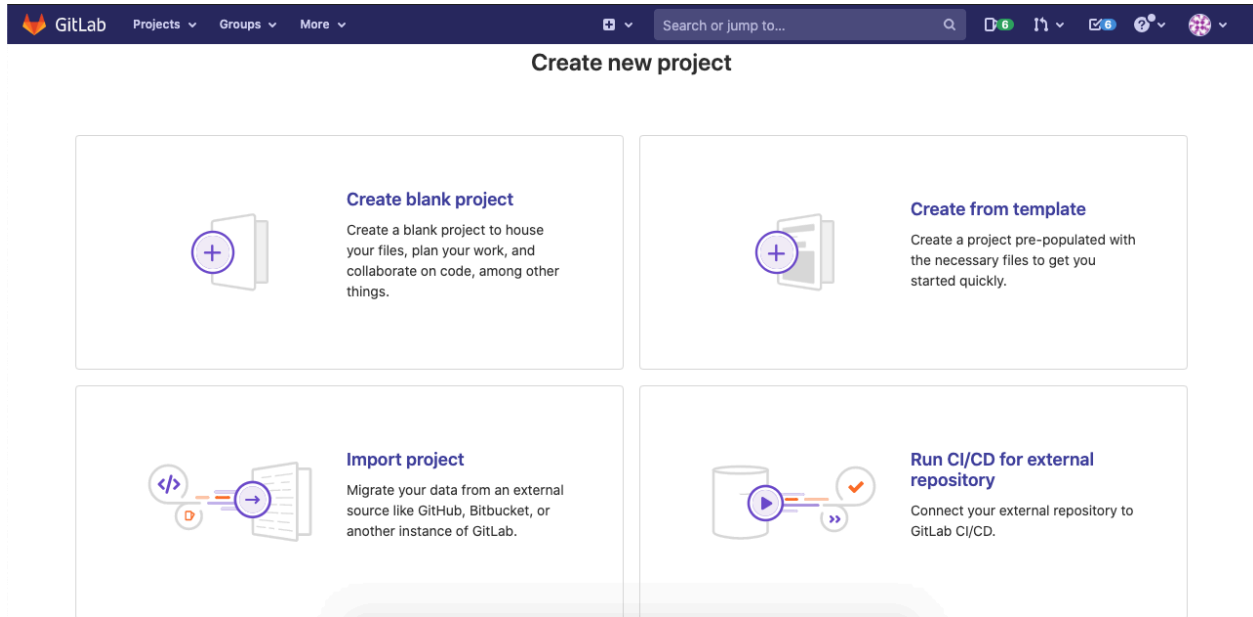 GitLab Projects Groups More Search or jump to... 6 6
Create new project
Create blank project
Create a blank project to house
your files, plan your work, and
collaborate on code, among other
things.
Create from template
Create a project pre-populated with
the necessary files to get you
started quickly.
Import project
Migrate your data from an external
source like GitHub, Bitbucket, or
another instance of GitLab.
Run CI/CD for external
repository
Connect your external repository to
GitLab CI/CD.